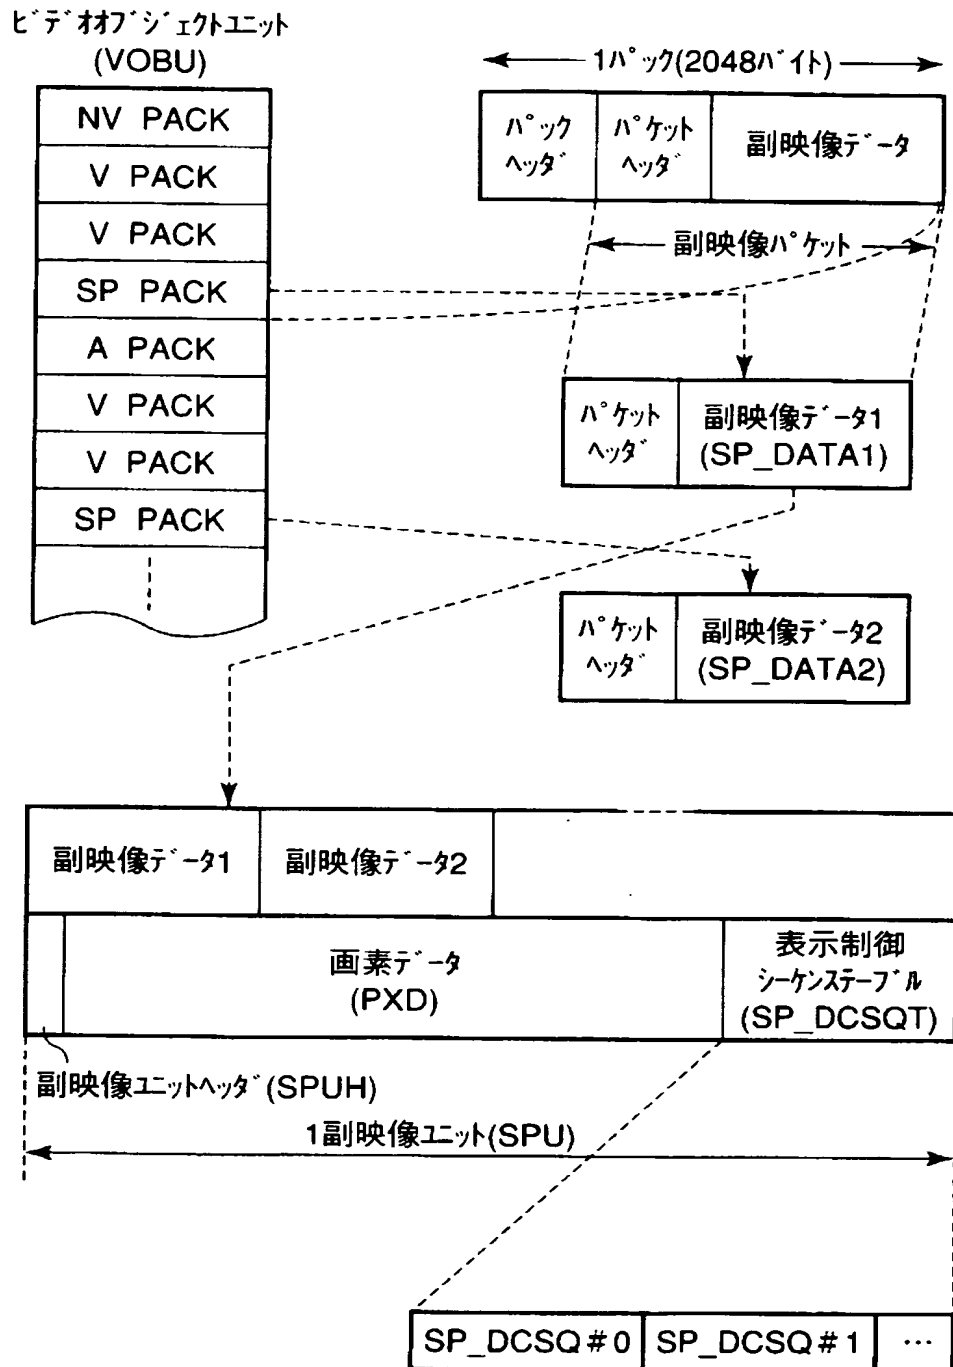 ビデオオブジェクトユニット
(VOBU)
NV PACK
V PACK
V PACK
SP PACK
A PACK
V PACK
V PACK
SP PACK
1パック(2048バイト)
パック
ヘッダ
パケット
ヘッダ
副映像データ
副映像パケット
パケット
ヘッダ
副映像データ1
(SP_DATA1)
パケット
ヘッダ
副映像データ2
(SP_DATA2)
副映像データ1
副映像データ2
画素データ
(PXD)
表示制御
シーケンステーブル
(SP_DCSQT)
副映像ユニットヘッダ(SPUH)
1副映像ユニット(SPU)
SP_DCSQ#0
SP_DCSQ#1
…